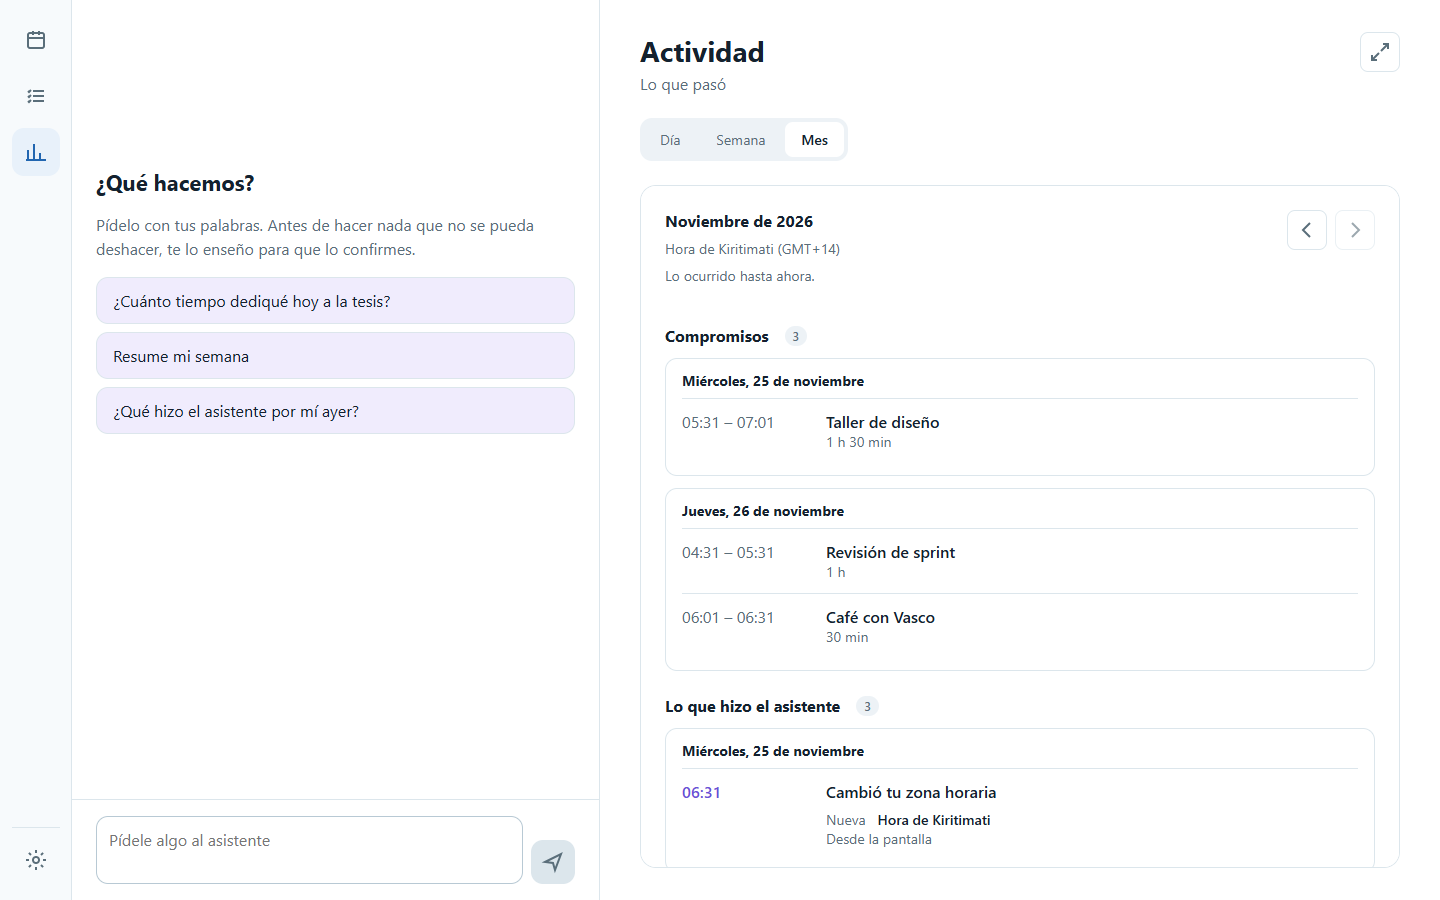 ¿Qué hacemos?
Pídelo con tus palabras. Antes de hacer nada que no se pueda
deshacer, te lo enseño para que lo confirmes.
¿Cuánto tiempo dediqué hoy a la tesis?
Resume mi semana
¿Qué hizo el asistente por mí ayer?
Pídele algo al asistente
Actividad
Lo que pasó
Día Semana Mes
Noviembre de 2026
Hora de Kiritimati (GMT+14)
Lo ocurrido hasta ahora.
Compromisos 3
Miércoles, 25 de noviembre
05:31 – 07:01 Taller de diseño
1 h 30 min
Jueves, 26 de noviembre
04:31 – 05:31 Revisión de sprint
1 h
06:01 – 06:31 Café con Vasco
30 min
Lo que hizo el asistente 3
Miércoles, 25 de noviembre
06:31 Cambió tu zona horaria
Nueva Hora de Kiritimati
Desde la pantalla